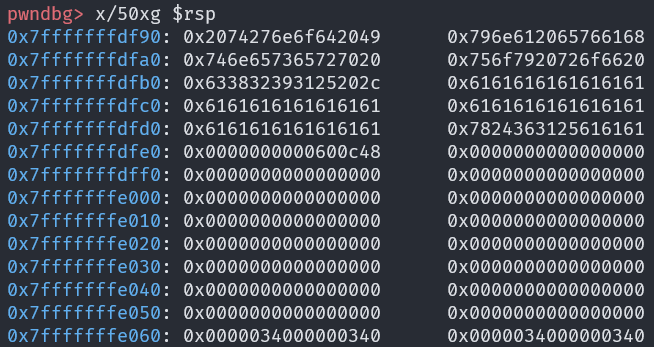 pwndbg> x/50xg $rsp
0x7fffffffdf90: 0x2074276e6f642049 0x796e612065766168
0x7fffffffdfa0: 0x746e657365727020 0x756f7920726f6620
0x7fffffffdfb0: 0x633832393125202c 0x6161616161616161
0x7fffffffdfc0: 0x6161616161616161 0x6161616161616161
0x7fffffffdfd0: 0x6161616161616161 0x7824363125616161
0x7fffffffdfe0: 0x0000000000600c48 0x0000000000000000
0x7fffffffdff0: 0x0000000000000000 0x0000000000000000
0x7fffffffe000: 0x0000000000000000 0x0000000000000000
0x7fffffffe010: 0x0000000000000000 0x0000000000000000
0x7fffffffe020: 0x0000000000000000 0x0000000000000000
0x7fffffffe030: 0x0000000000000000 0x0000000000000000
0x7fffffffe040: 0x0000000000000000 0x0000000000000000
0x7fffffffe050: 0x0000000000000000 0x0000000000000000
0x7fffffffe060: 0x0000034000000340 0x0000034000000340